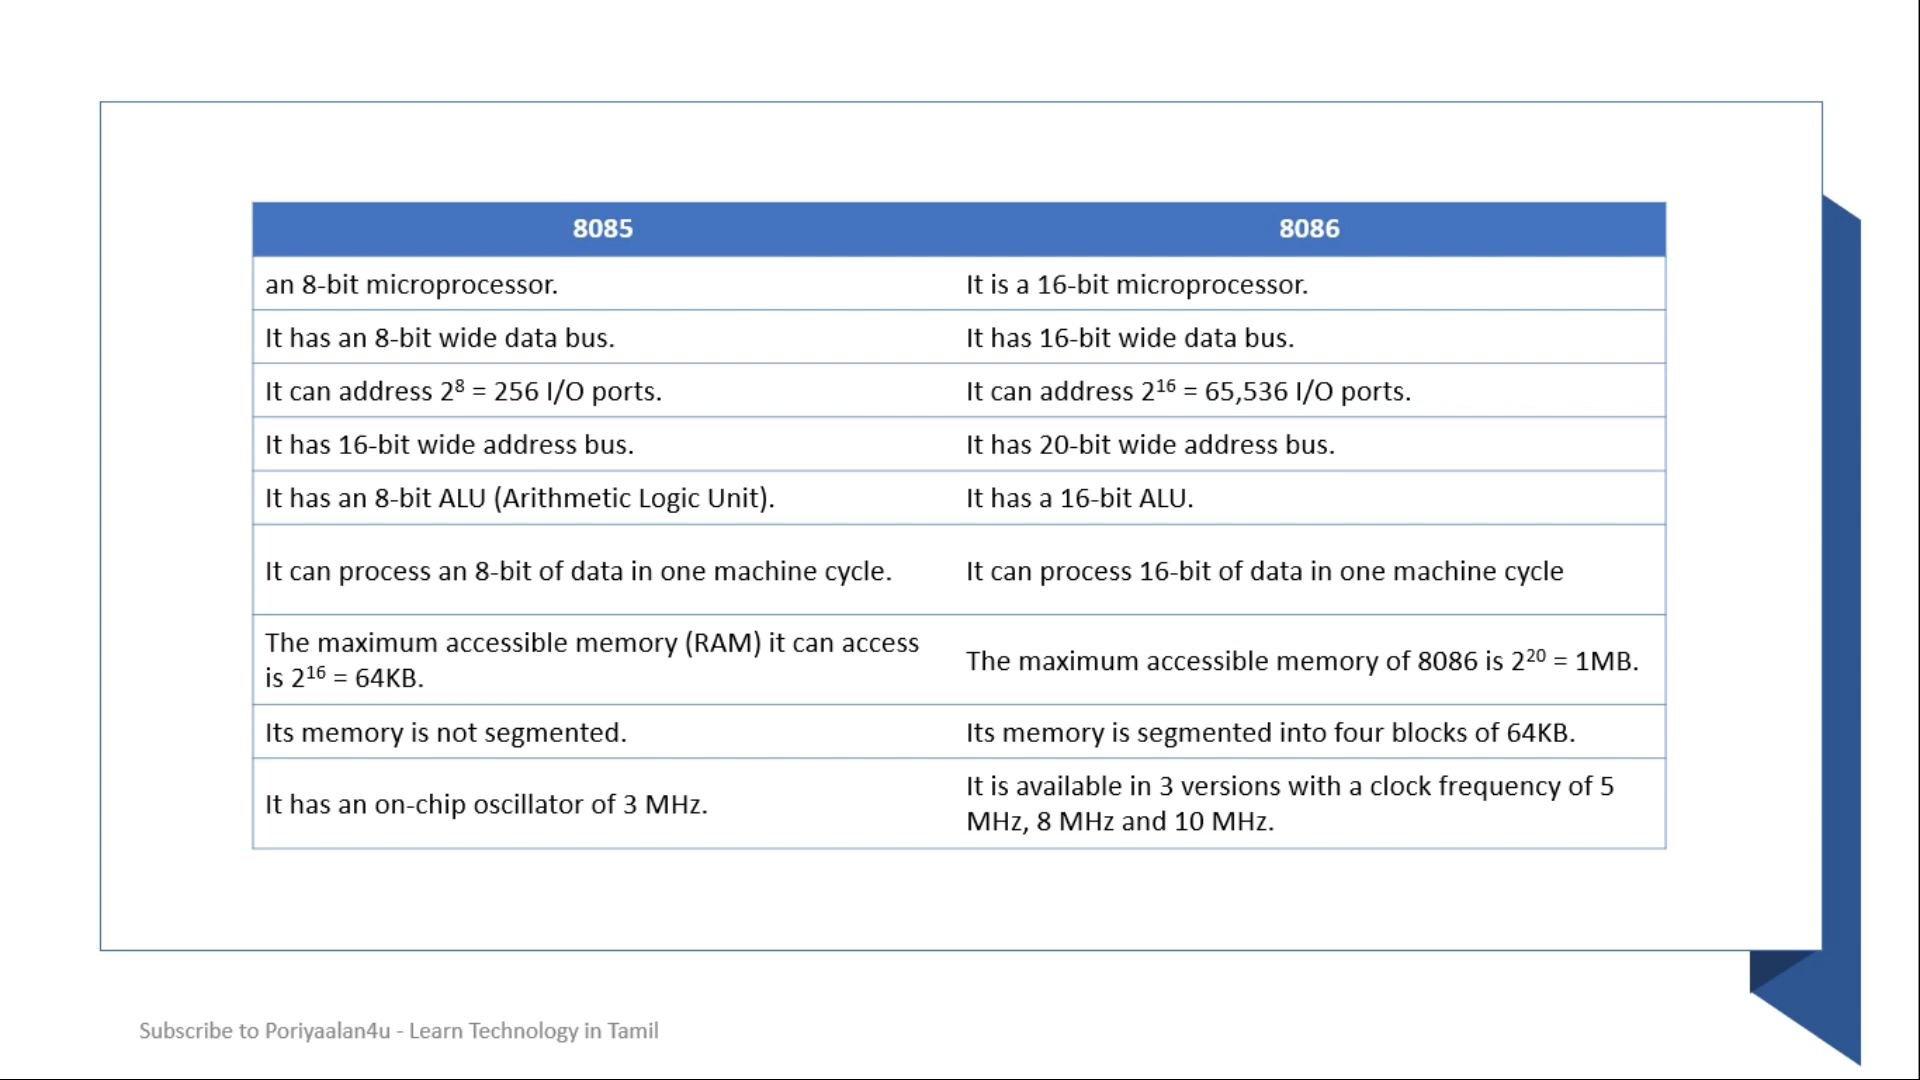 8085 8086
an 8-bit microprocessor. It is a 16-bit microprocessor.
It has an 8-bit wide data bus. It has 16-bit wide data bus.
It can address 2⁸ = 256 I/O ports. It can address 2¹⁶ = 65,536 I/O ports.
It has 16-bit wide address bus. It has 20-bit wide address bus.
It has an 8-bit ALU (Arithmetic Logic Unit). It has a 16-bit ALU.
It can process an 8-bit of data in one machine cycle. It can process 16-bit of data in one machine cycle
The maximum accessible memory (RAM) it can access
is 2¹⁶ = 64KB.
The maximum accessible memory of 8086 is 2²⁰ = 1MB.
Its memory is not segmented. Its memory is segmented into four blocks of 64KB.
It has an on-chip oscillator of 3 MHz.
It is available in 3 versions with a clock frequency of 5
MHz, 8 MHz and 10 MHz.
Subscribe to Poriyaalan4u - Learn Technology in Tamil